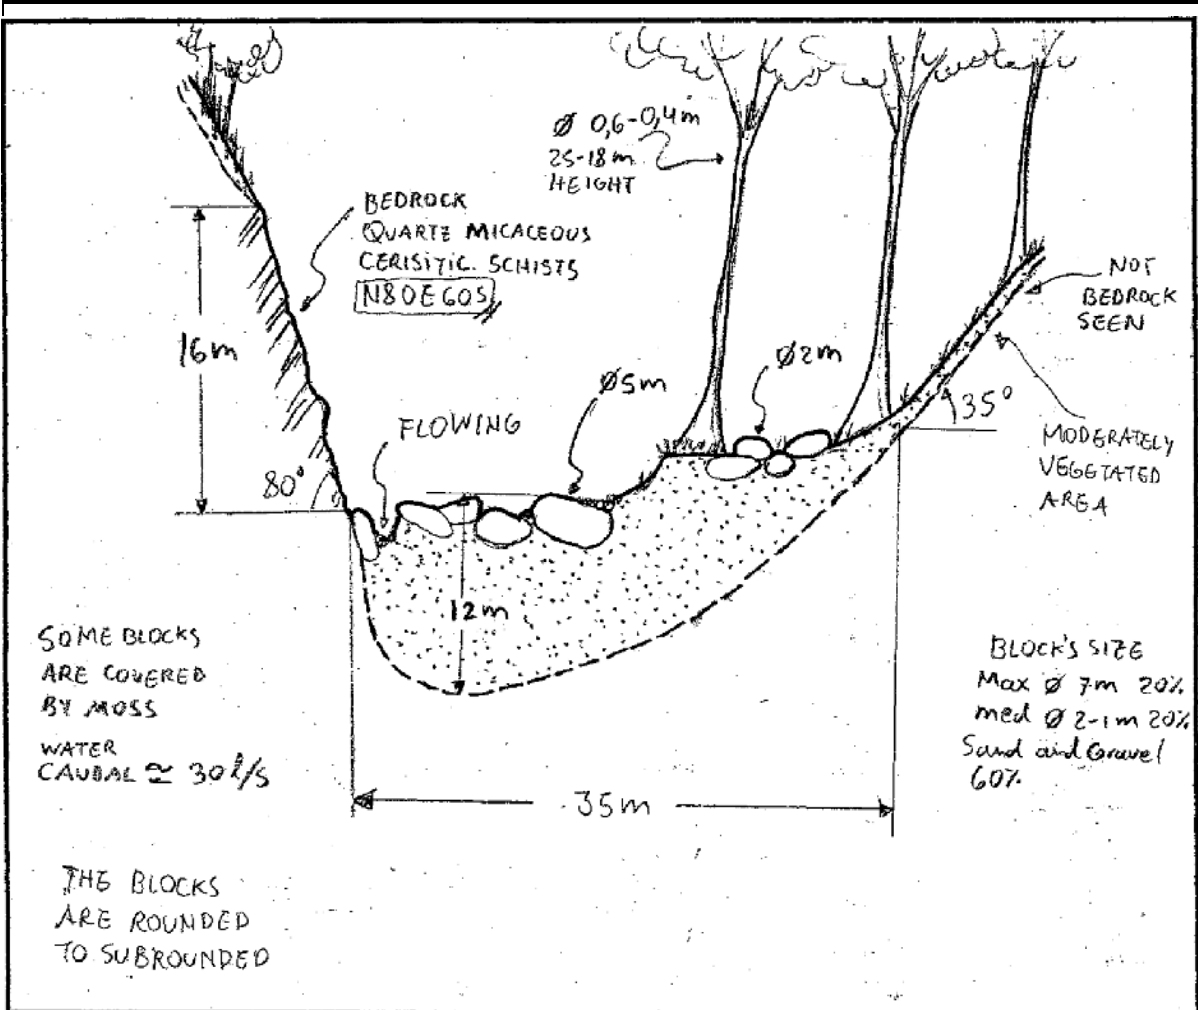 Ø 0,6-0,4m
25-18m
HEIGHT
BEDROCK
QUARTZ MICACEOUS
CERISITIC. SCHISTS
N80E60S
NOT
BEDROCK
SEEN
16m
Ø5m
Ø2m
FLOWING
35°
80°
MODERATELY
VEGETATED
AREA
12m
SOME BLOCKS
ARE COVERED
BY MOSS
WATER
CAUDAL ≃ 30 l/s
BLOCK'S SIZE
Max Ø 7m 20%
med Ø 2-1m 20%
Sand and Gravel
60%
35m
THE BLOCKS
ARE ROUNDED
TO SUBROUNDED